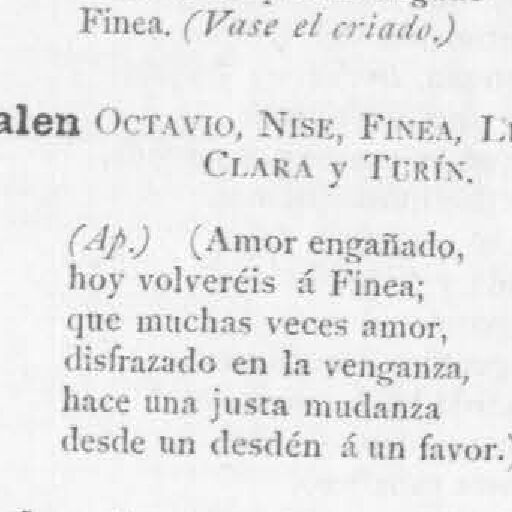 Finea. (Vase el criado.)
alen OCTAVIO, NISE, FINEA,
CLARA y TURÍN.
(Ap.) (Amor engañado,
hoy volveréis á Finea;
que muchas veces amor,
disfrazado en la venganza,
hace una justa mudanza
desde un desdén á un favor.)